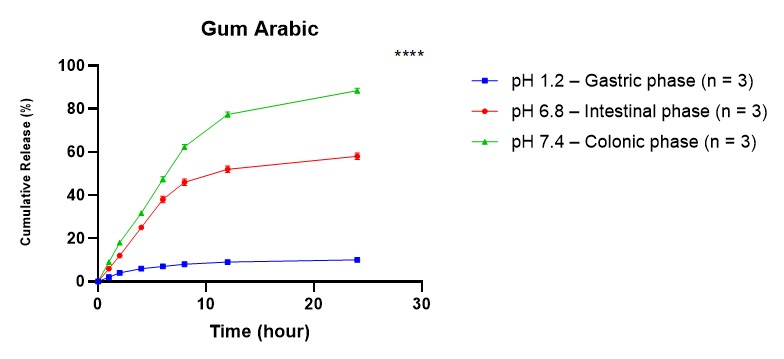 Gum Arabic
****
100
80
60
40
20
0
Cumulative Release (%)
0 10 20 30
Time (hour)
pH 1.2 – Gastric phase (n = 3)
pH 6.8 – Intestinal phase (n = 3)
pH 7.4 – Colonic phase (n = 3)